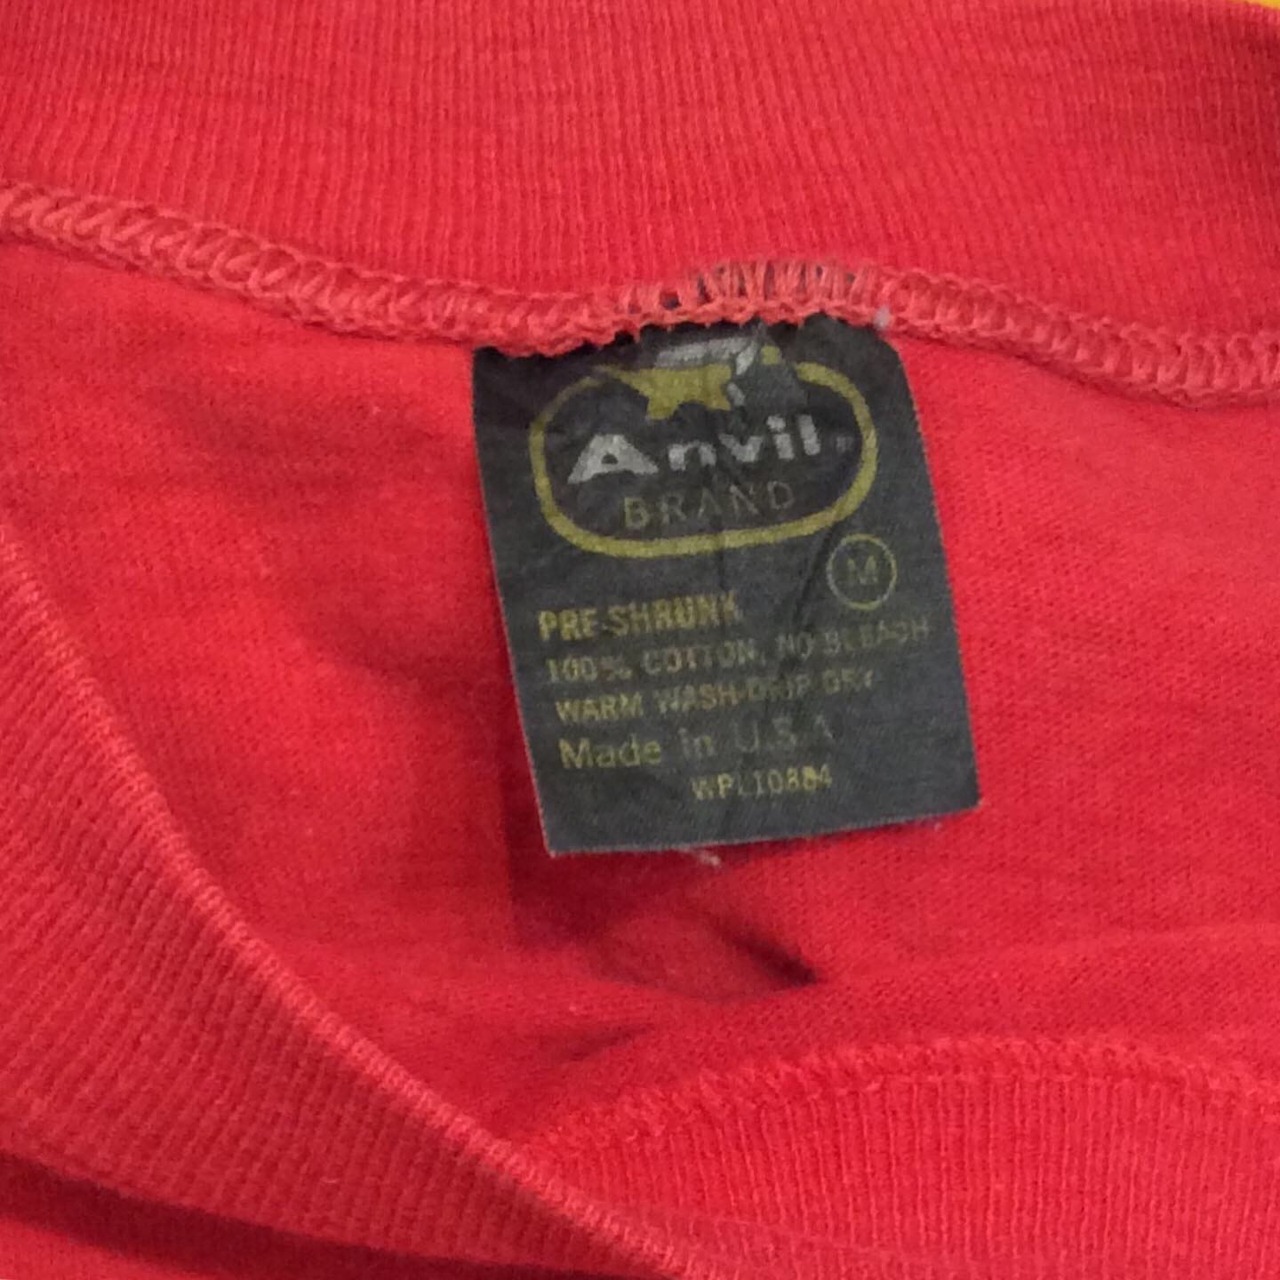 Anvil.
BRAND
M
PRE-SHRUNK
100% COTTON, NO BLEACH
WARM WASH-DRIP DRY
Made in U.S.A
WPL10884